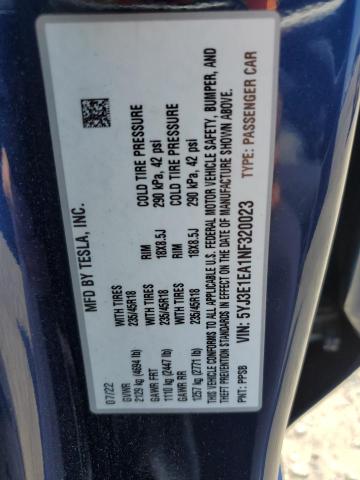 MFD BY TESLA, INC.
07/22
GVWR
2129 kg (4694 lb)
WITH TIRES
235/45R18
RIM
18X8.5J
COLD TIRE PRESSURE
290 kPa, 42 psi
GAWR FRT
1110 kg (2447 lb)
WITH TIRES
235/45R18
RIM
18X8.5J
COLD TIRE PRESSURE
290 kPa, 42 psi
GAWR RR
1257 kg (2771 lb)
WITH TIRES
235/45R18
THIS VEHICLE CONFORMS TO ALL APPLICABLE U.S. FEDERAL MOTOR VEHICLE SAFETY, BUMPER, AND
THEFT PREVENTION STANDARDS IN EFFECT ON THE DATE OF MANUFACTURE SHOWN ABOVE.
VIN: 5YJ3E1EA1NF320023
TYPE: PASSENGER CAR
PNT: PPSB